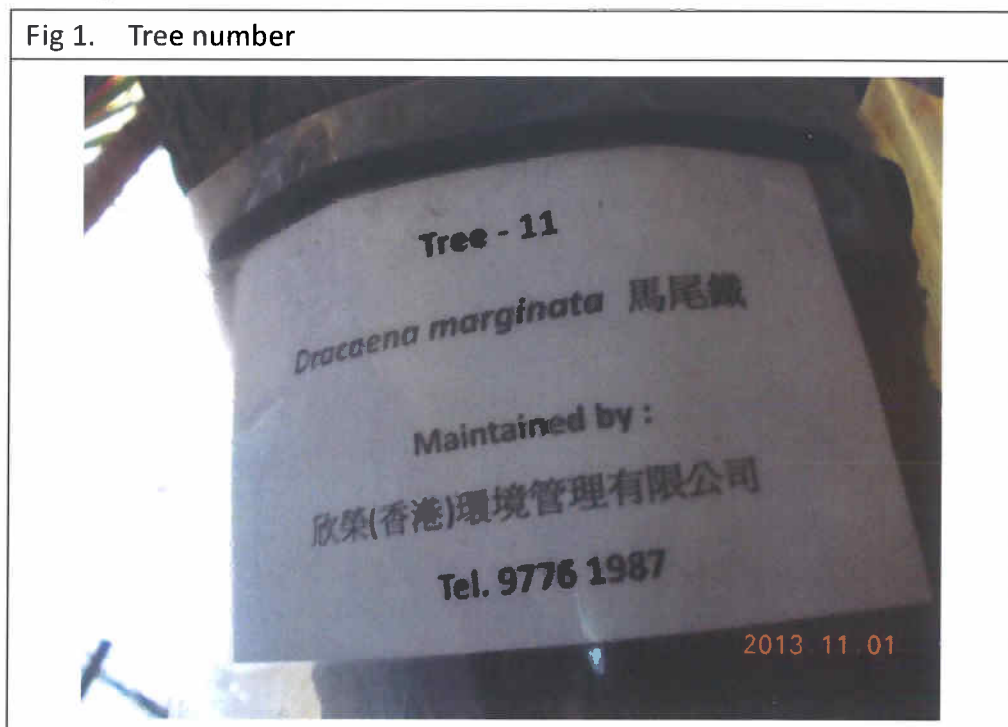 Fig 1. Tree number
Tree - 11
Dracaena marginata 馬尾鐵
Maintained by :
欣榮(香港)環境管理有限公司
Tel. 9776 1987
2013 11 01